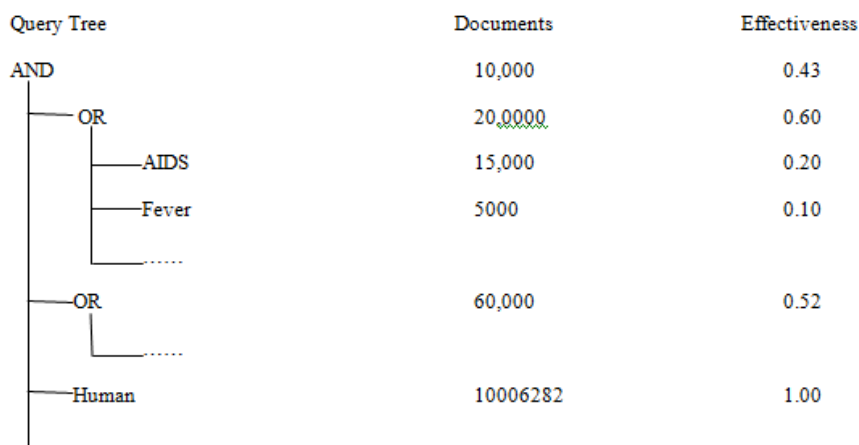 Query Tree Documents Effectiveness
AND 10,000 0.43
OR 20,0000 0.60
AIDS 15,000 0.20
Fever 5000 0.10
......
OR 60,000 0.52
......
Human 10006282 1.00